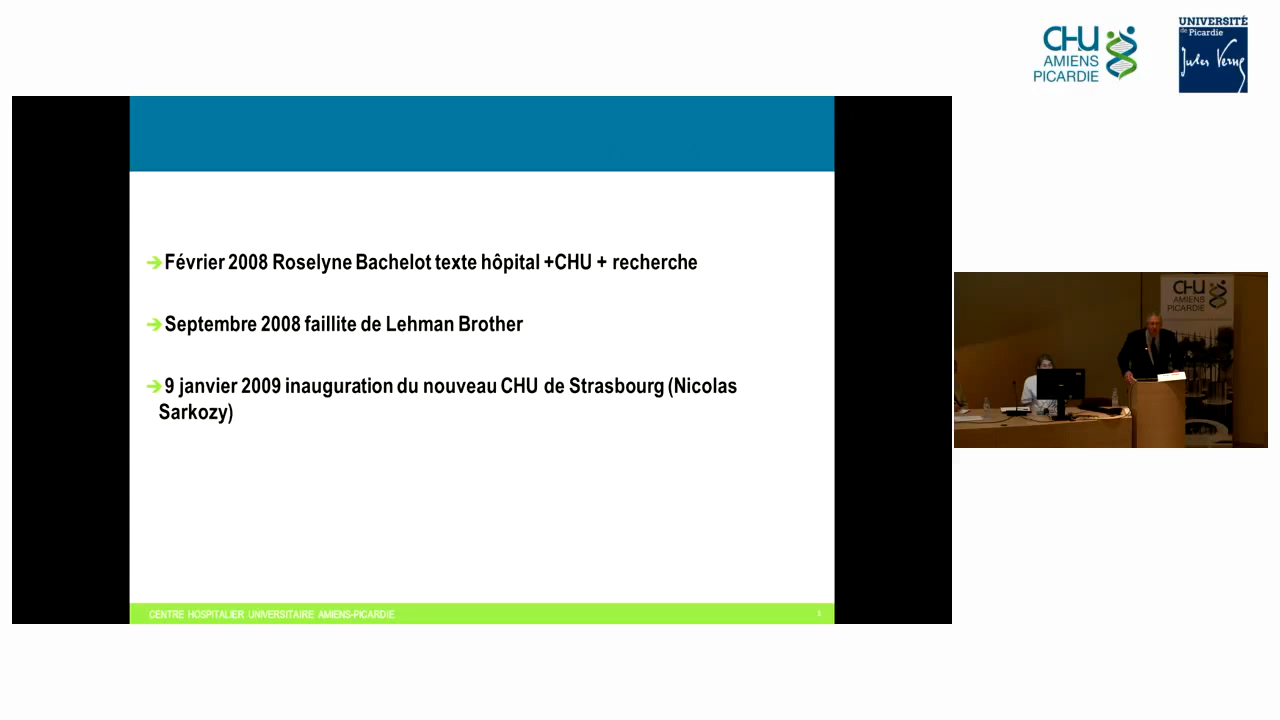 CHU
AMIENS
PICARDIE
UNIVERSITÉ
de Picardie
Jules Verne
➔Février 2008 Roselyne Bachelot texte hôpital +CHU + recherche
➔Septembre 2008 faillite de Lehman Brother
➔9 janvier 2009 inauguration du nouveau CHU de Strasbourg (Nicolas
Sarkozy)
CENTRE HOSPITALIER UNIVERSITAIRE AMIENS-PICARDIE
1
CHU
AMIENS
PICARDIE